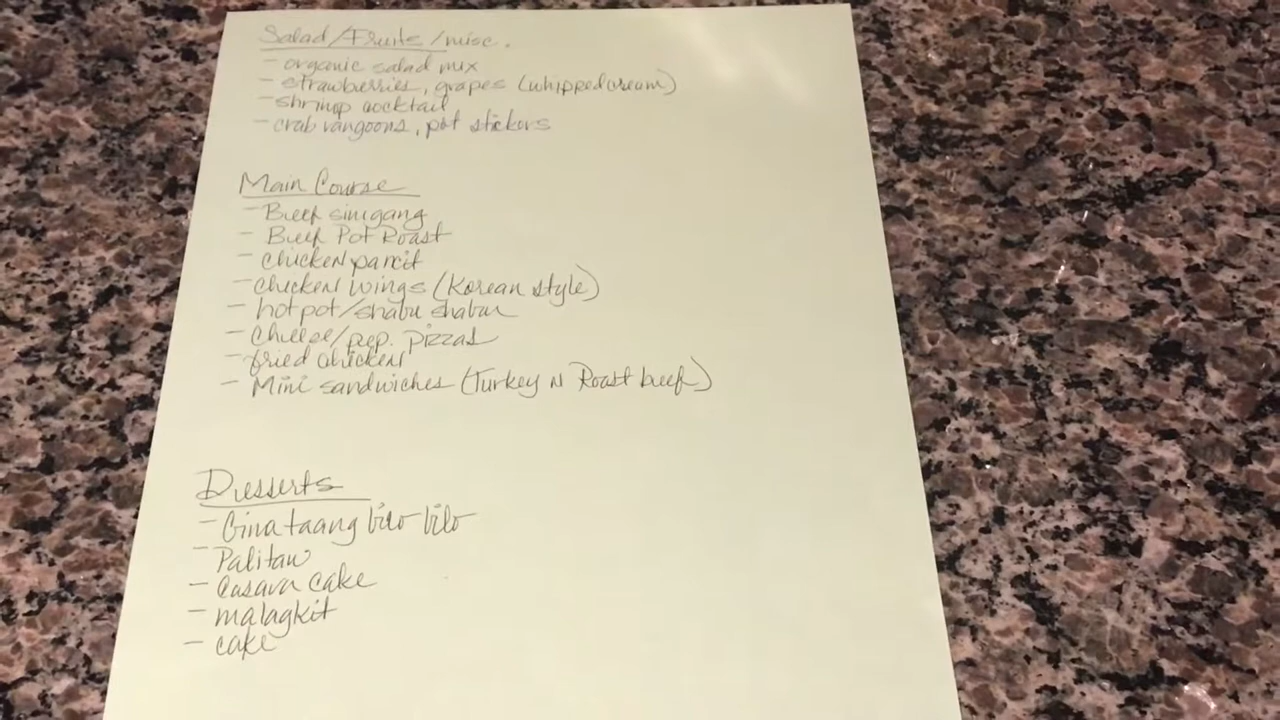 Salad/Fruits/misc.
- organic salad mix
- strawberries, grapes (whipped cream)
- shrimp cocktail
- crab rangoons, pot stickers
Main Course
- Beef sinigang
- Beef Pot Roast
- chicken pancit
- chicken wings (Korean style)
- hot pot/shabu shabu
- Cheese/pep. pizzas
- fried chicken
- Mini sandwiches (Turkey N Roast beef)
Desserts
- Ginataang bilo bilo
- Palitaw
- Casava cake
- malagkit
- cake